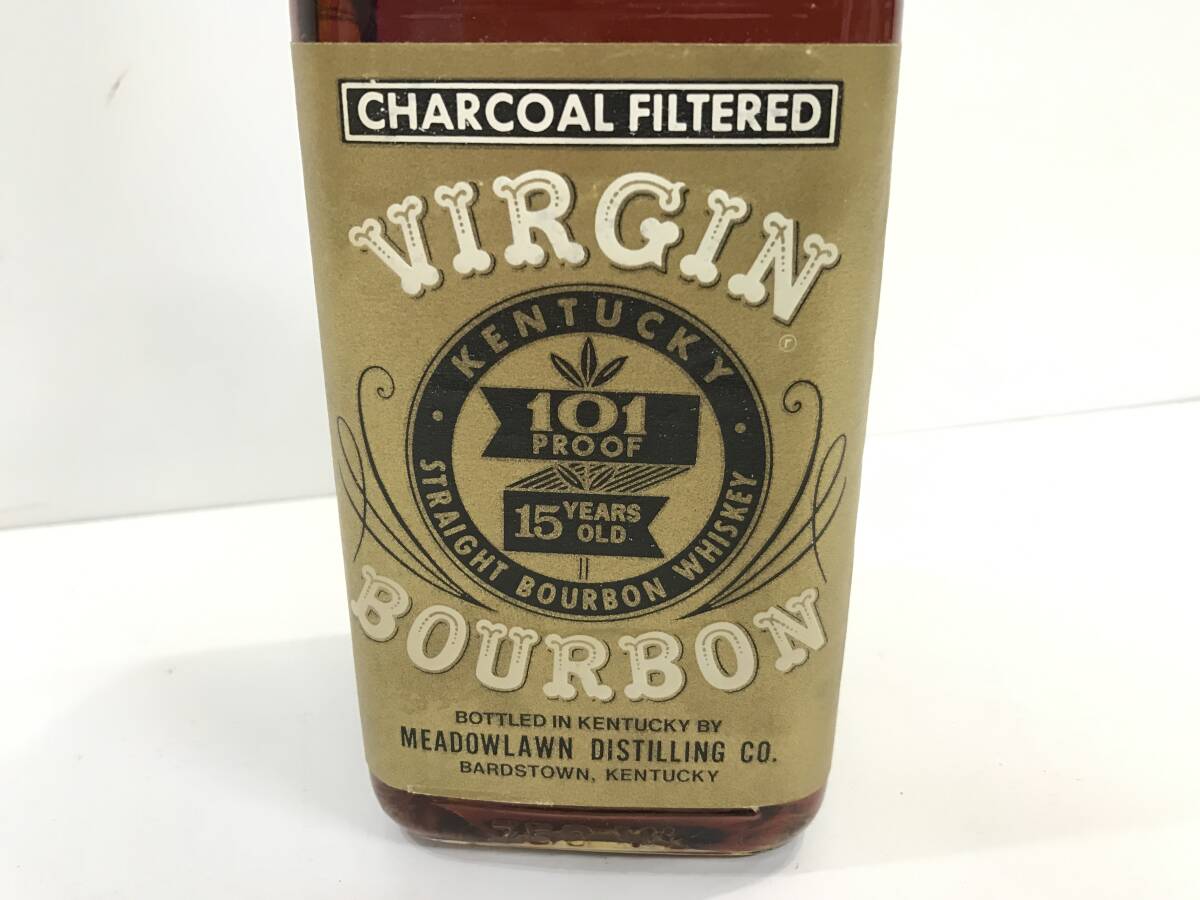 CHARCOAL FILTERED
VIRGIN
®
KENTUCKY
101
PROOF
15 YEARS OLD
STRAIGHT BOURBON WHISKEY
BOURBON
BOTTLED IN KENTUCKY BY
MEADOWLAWN DISTILLING CO.
BARDSTOWN, KENTUCKY